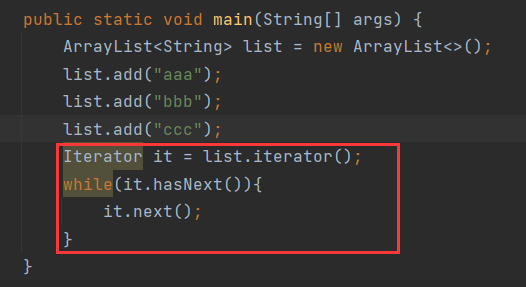 public static void main(String[] args) {
    ArrayList<String> list = new ArrayList<>();
    list.add("aaa");
    list.add("bbb");
    list.add("ccc");
    Iterator it = list.iterator();
    while(it.hasNext()){
        it.next();
    }
}